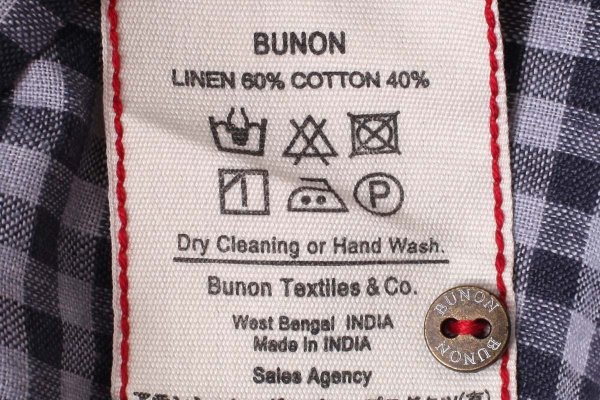 BUNON
LINEN 60% COTTON 40%
P
Dry Cleaning or Hand Wash.
Bunon Textiles & Co.
West Bengal INDIA
Made in INDIA
Sales Agency
BUNON
BUNON